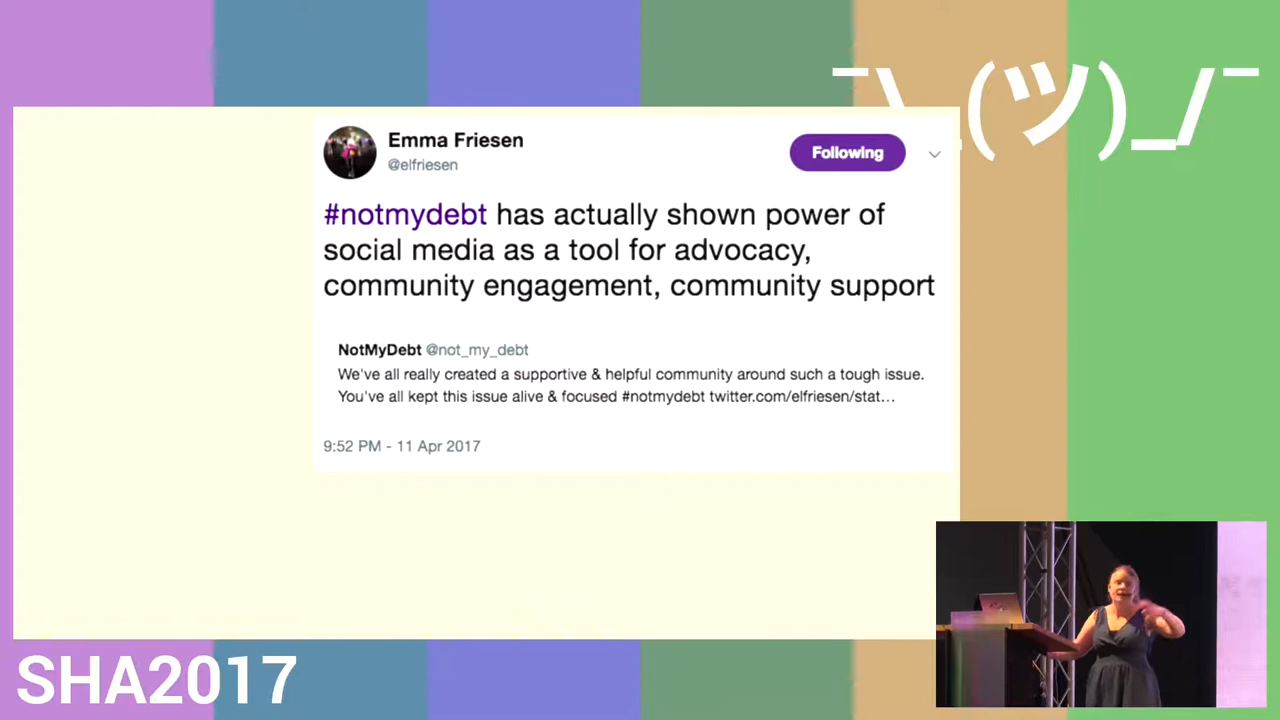 ¯\_(ツ)_/¯
Emma Friesen
@elfriesen
Following
#notmydebt has actually shown power of
social media as a tool for advocacy,
community engagement, community support
NotMyDebt @not_my_debt
We've all really created a supportive & helpful community around such a tough issue.
You've all kept this issue alive & focused #notmydebt twitter.com/elfriesen/stat…
9:52 PM - 11 Apr 2017
SHA2017